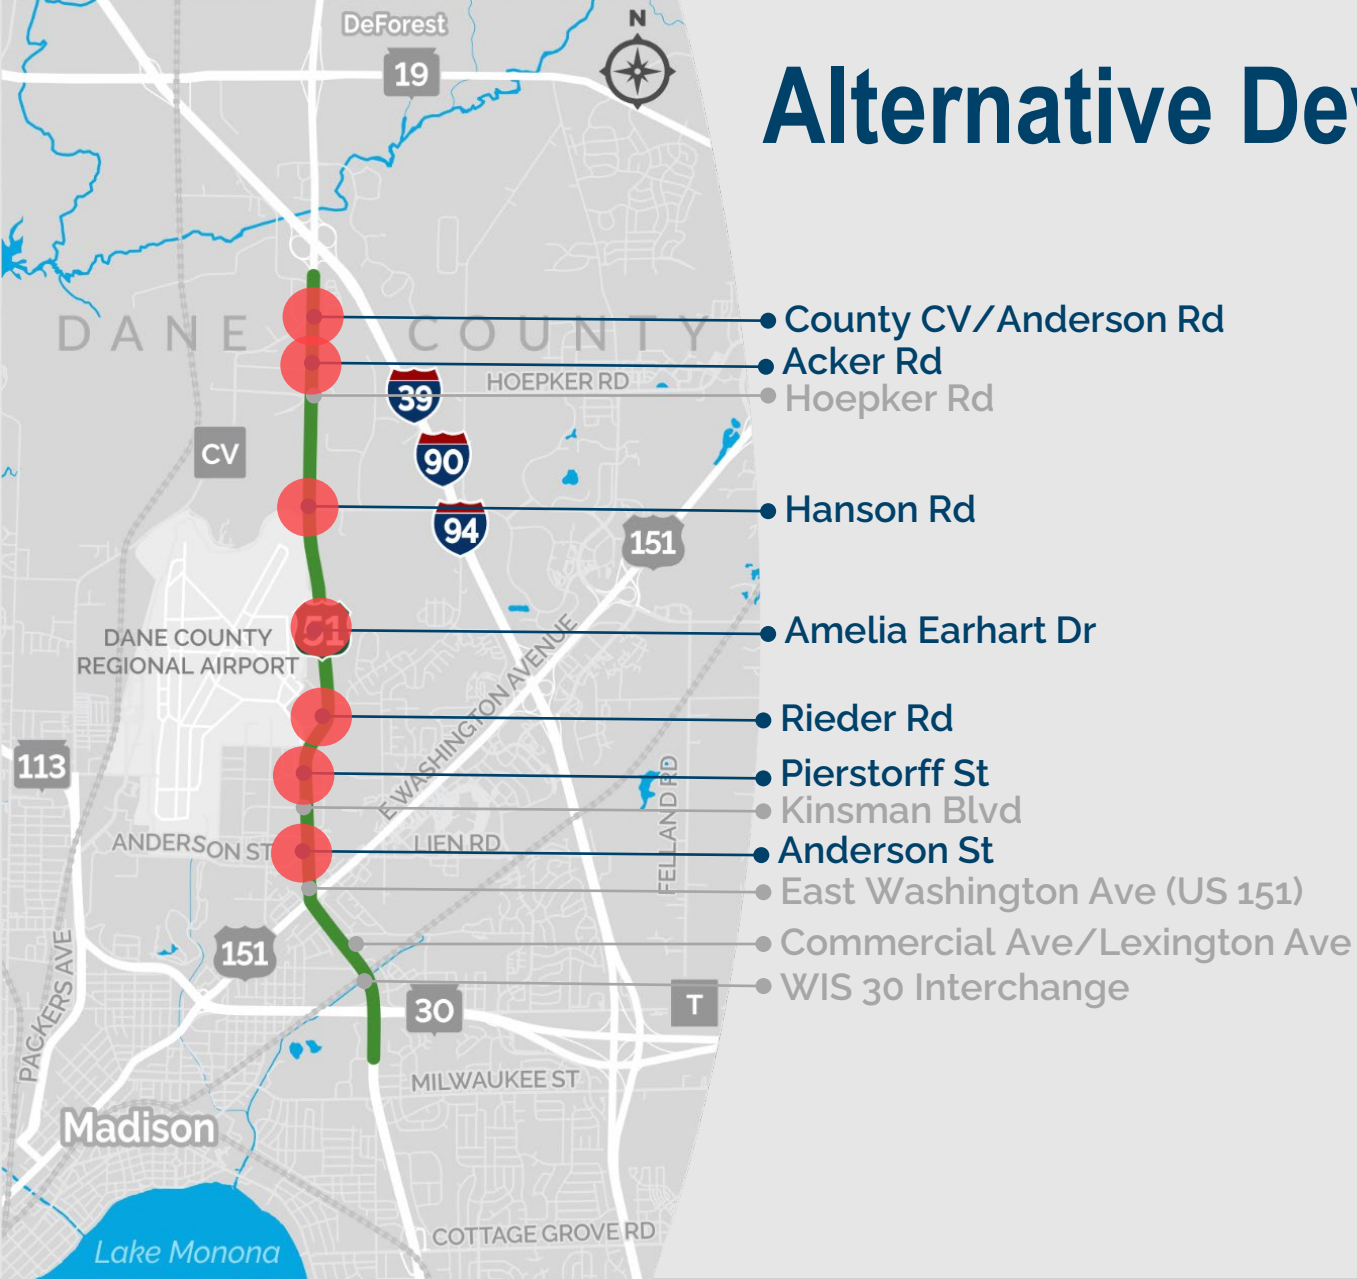 DeForest
19
N
Alternative De
DANE COUNTY
County CV/Anderson Rd
Acker Rd
HOEPKER RD
39
Hoepker Rd
CV
90
94
Hanson Rd
151
51
DANE COUNTY
REGIONAL AIRPORT
Amelia Earhart Dr
E WASHINGTON AVENUE
Rieder Rd
113
Pierstorff St
FELLAND RD
Kinsman Blvd
ANDERSON ST
LIEN RD
Anderson St
East Washington Ave (US 151)
151
Commercial Ave/Lexington Ave
PACKERS AVE
30
T
WIS 30 Interchange
MILWAUKEE ST
Madison
COTTAGE GROVE RD
Lake Monona